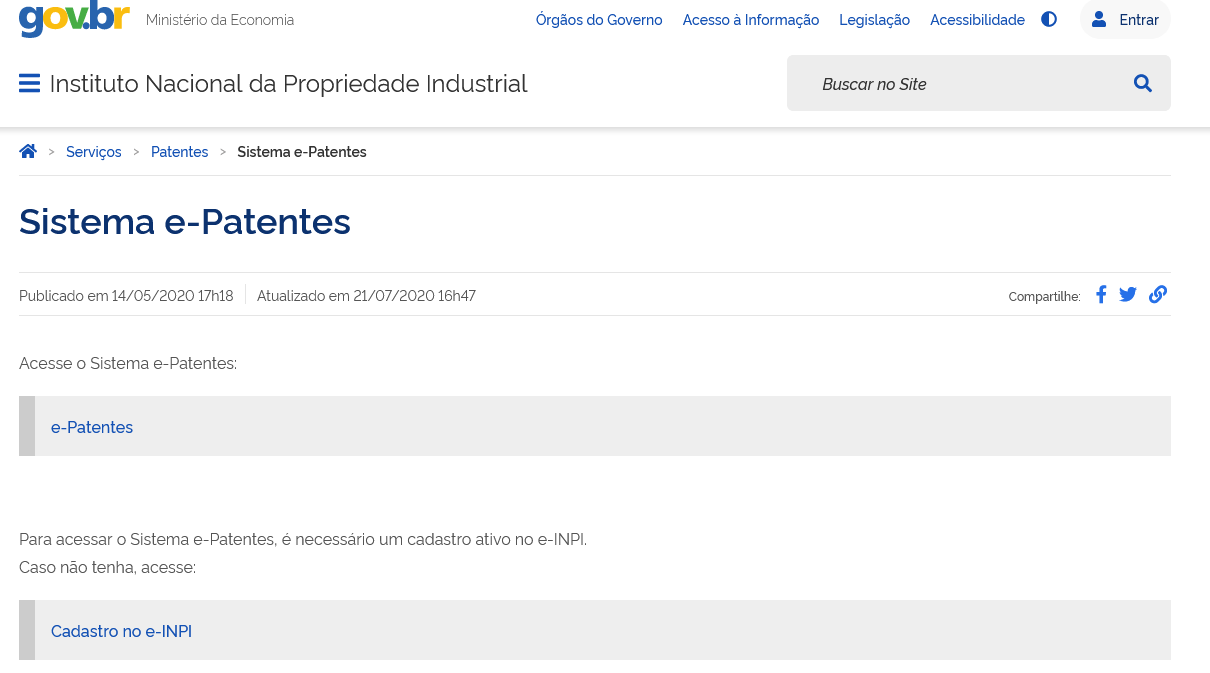 gov.br Ministério da Economia Órgãos do Governo Acesso à Informação Legislação Acessibilidade Entrar
Instituto Nacional da Propriedade Industrial Buscar no Site
> Serviços > Patentes > Sistema e-Patentes
Sistema e-Patentes
Publicado em 14/05/2020 17h18 Atualizado em 21/07/2020 16h47 Compartilhe:
Acesse o Sistema e-Patentes:
e-Patentes
Para acessar o Sistema e-Patentes, é necessário um cadastro ativo no e-INPI.
Caso não tenha, acesse:
Cadastro no e-INPI